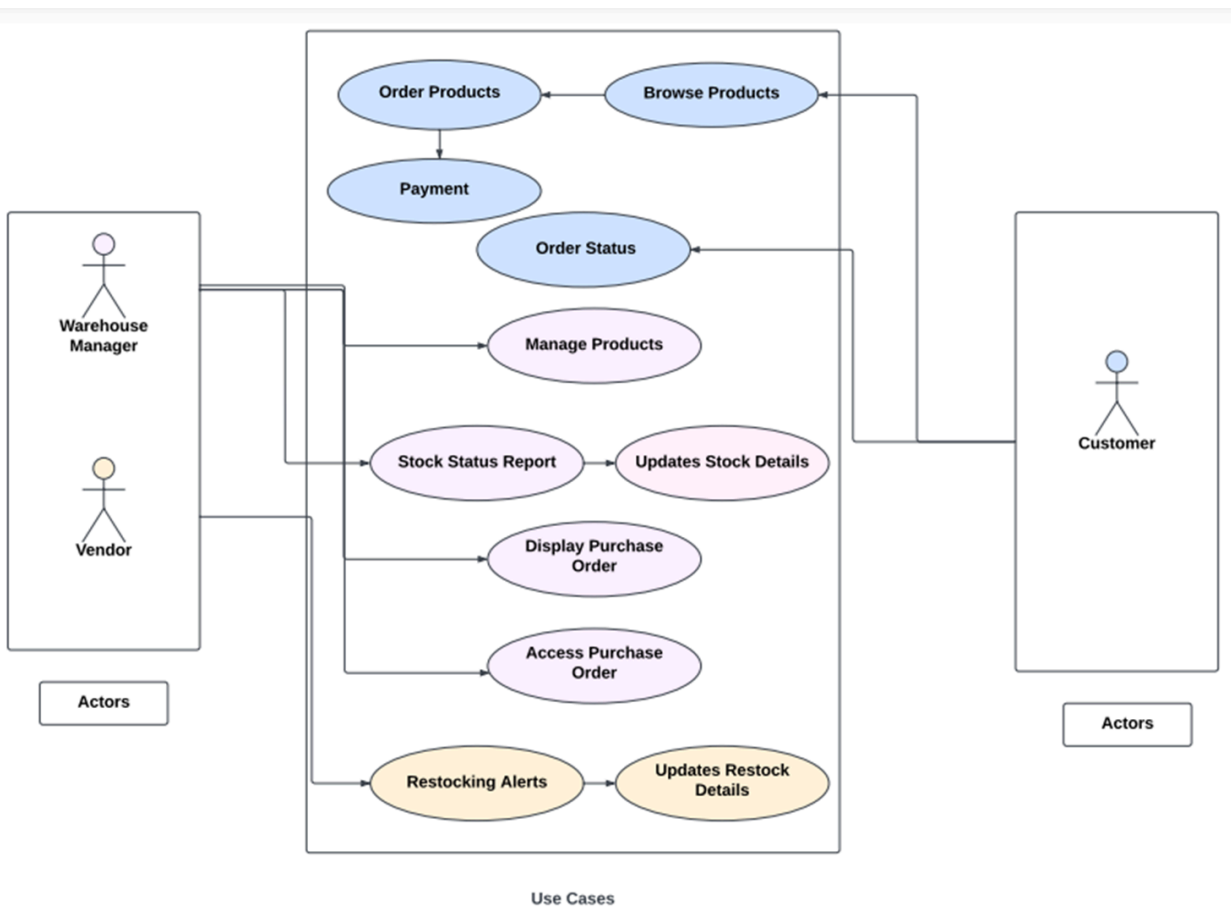 Order Products
Browse Products
Payment
Order Status
Warehouse
Manager
Manage Products
Customer
Stock Status Report
Updates Stock Details
Vendor
Display Purchase
Order
Access Purchase
Order
Actors
Actors
Restocking Alerts
Updates Restock
Details
Use Cases